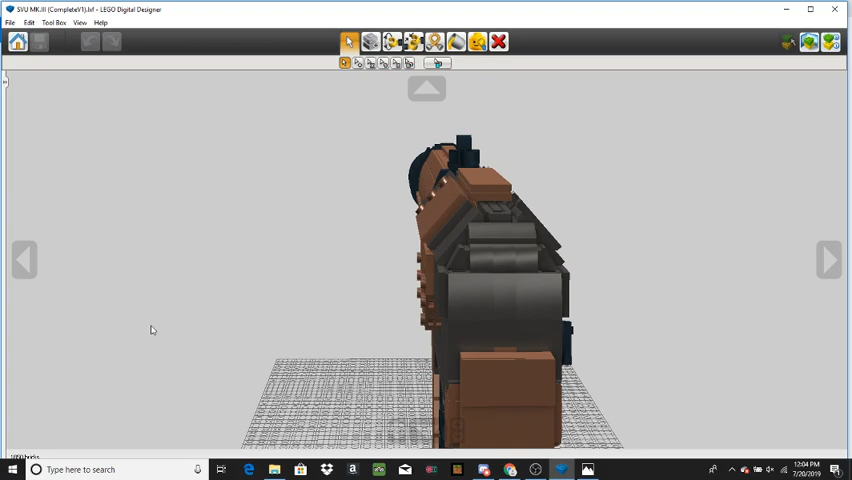 SVU MK.III (CompleteV1).lxf - LEGO Digital Designer
File Edit Tool Box View Help
Type here to search
12:04 PM
7/20/2019